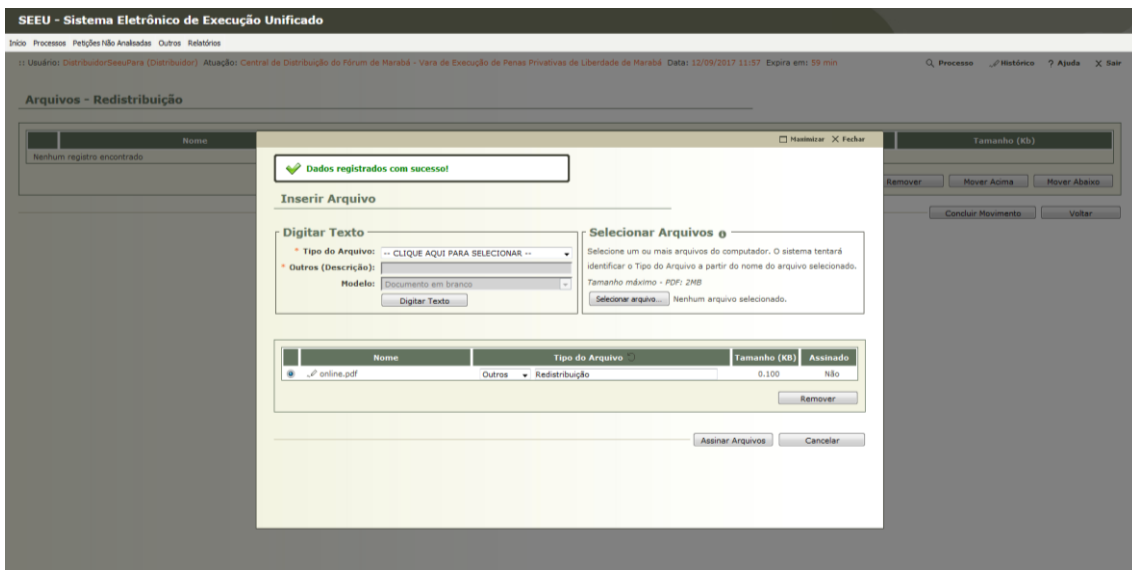 SEEU - Sistema Eletrônico de Execução Unificado
Início Processos Petições Não Analisadas Outros Relatórios
:: Usuário: DistribuidorSeeuPara (Distribuidor) Atuação: Central de Distribuição do Fórum de Marabá - Vara de Execução de Penas Privativas de Liberdade de Marabá Data: 12/09/2017 11:57 Expira em: 59 min Processo Histórico ? Ajuda X Sair
Arquivos - Redistribuição
Nome Tamanho (Kb)
Nenhum registro encontrado
Remover Mover Acima Mover Abaixo
Concluir Movimento Voltar
Maximizar X Fechar
Dados registrados com sucesso!
Inserir Arquivo
Digitar Texto
* Tipo do Arquivo: -- CLIQUE AQUI PARA SELECIONAR --
* Outros (Descrição):
Modelo: Documento em branco
Digitar Texto
Selecionar Arquivos
Selecione um ou mais arquivos do computador. O sistema tentará
identificar o Tipo do Arquivo a partir do nome do arquivo selecionado.
Tamanho máximo - PDF: 2MB
Selecionar arquivo... Nenhum arquivo selecionado.
Nome Tipo do Arquivo Tamanho (KB) Assinado
online.pdf Outros Redistribuição 0.100 Não
Remover
Assinar Arquivos Cancelar